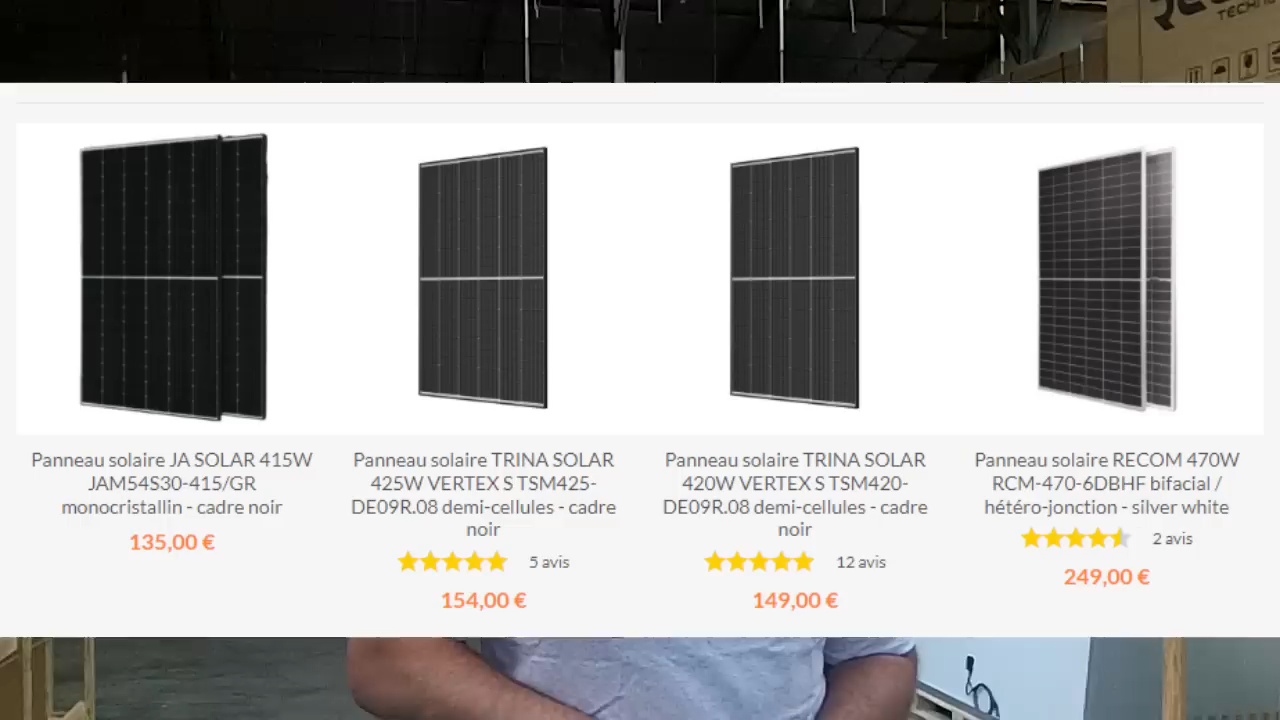 TECHNO
Panneau solaire JA SOLAR 415W
JAM54S30-415/GR
monocristallin - cadre noir
135,00 €
Panneau solaire TRINA SOLAR
425W VERTEX S TSM425-
DE09R.08 demi-cellules - cadre
noir
5 avis
154,00 €
Panneau solaire TRINA SOLAR
420W VERTEX S TSM420-
DE09R.08 demi-cellules - cadre
noir
12 avis
149,00 €
Panneau solaire RECOM 470W
RCM-470-6DBHF bifacial /
hétéro-jonction - silver white
2 avis
249,00 €